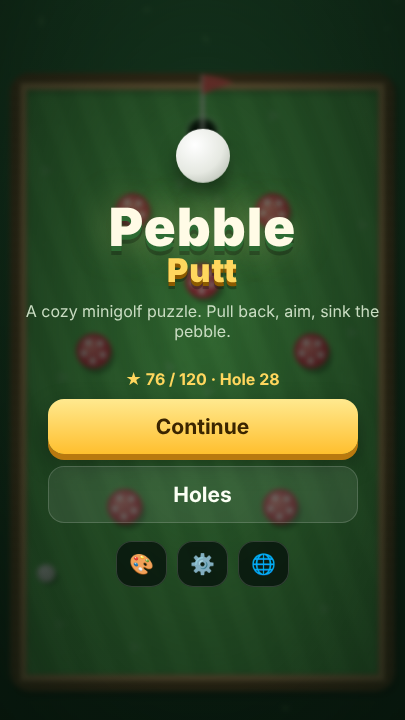 Pebble
Putt
A cozy minigolf puzzle. Pull back, aim, sink the
pebble.
★ 76 / 120 · Hole 28
Continue
Holes